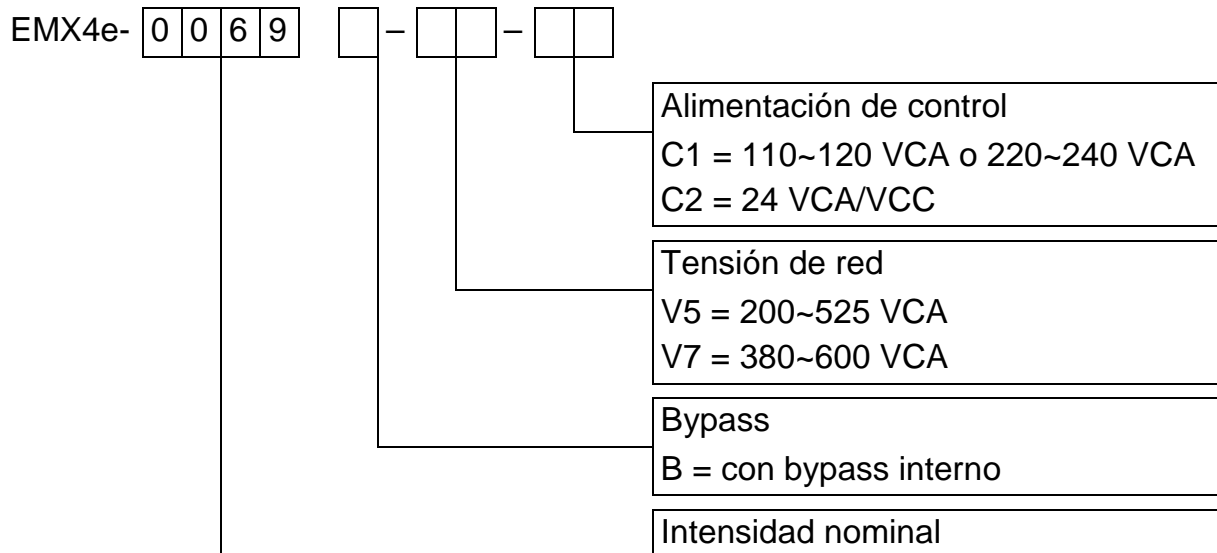 EMX4e- 0 0 6 9 – –
Alimentación de control
C1 = 110~120 VCA o 220~240 VCA
C2 = 24 VCA/VCC
Tensión de red
V5 = 200~525 VCA
V7 = 380~600 VCA
Bypass
B = con bypass interno
Intensidad nominal